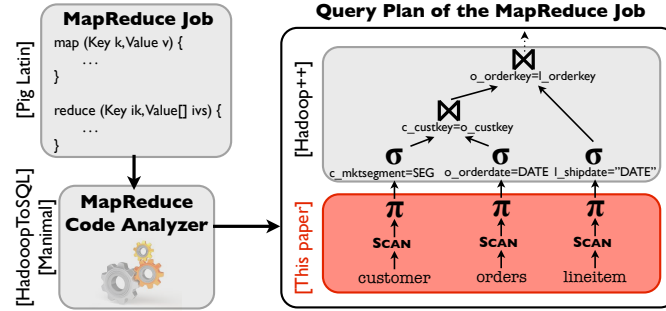 MapReduce Job
map (Key k, Value v) {
...
}
reduce (Key ik, Value[] ivs) {
...
}
[Pig Latin]
MapReduce
Code Analyzer
[HadooopToSQL]
[Manimal]
Query Plan of the MapReduce Job
[Hadoop++]
⋈
o_orderkey=l_orderkey
⋈
c_custkey=o_custkey
σ σ σ
c_mktsegment=SEG o_orderdate=DATE l_shipdate="DATE"
[This paper]
π π π
SCAN SCAN SCAN
customer orders lineitem